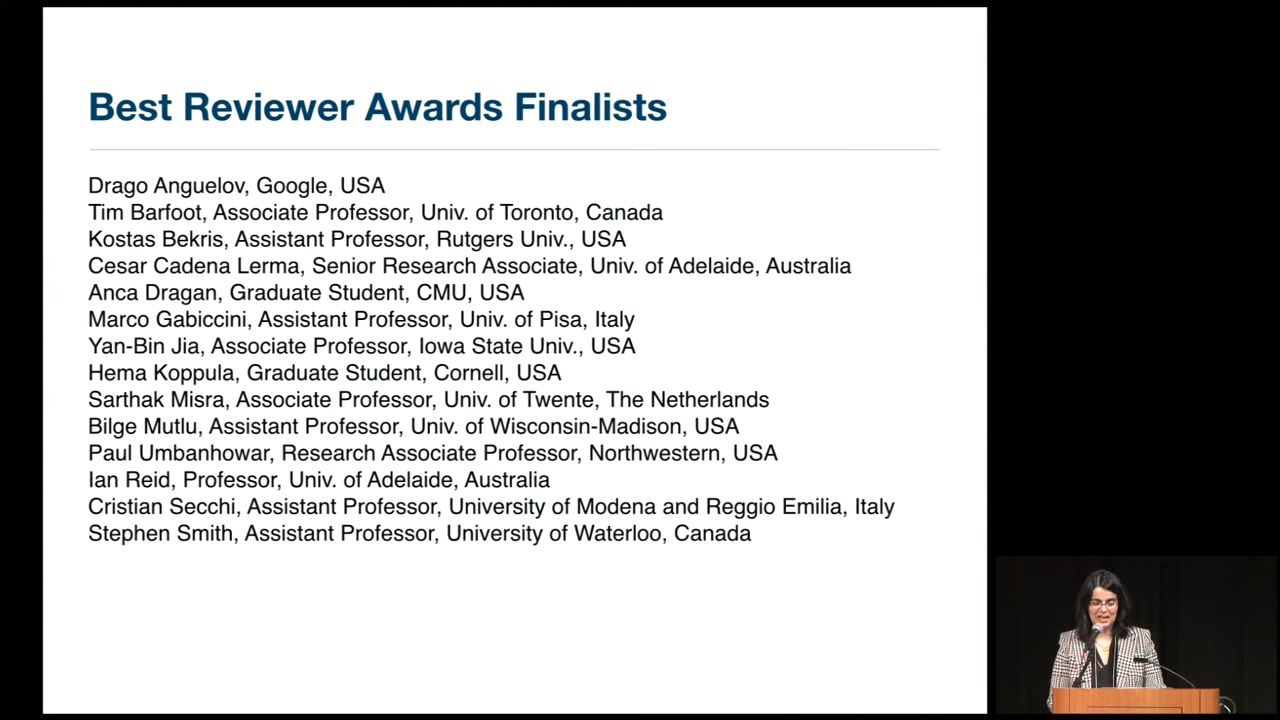 Best Reviewer Awards Finalists
Drago Anguelov, Google, USA
Tim Barfoot, Associate Professor, Univ. of Toronto, Canada
Kostas Bekris, Assistant Professor, Rutgers Univ., USA
Cesar Cadena Lerma, Senior Research Associate, Univ. of Adelaide, Australia
Anca Dragan, Graduate Student, CMU, USA
Marco Gabiccini, Assistant Professor, Univ. of Pisa, Italy
Yan-Bin Jia, Associate Professor, Iowa State Univ., USA
Hema Koppula, Graduate Student, Cornell, USA
Sarthak Misra, Associate Professor, Univ. of Twente, The Netherlands
Bilge Mutlu, Assistant Professor, Univ. of Wisconsin-Madison, USA
Paul Umbanhowar, Research Associate Professor, Northwestern, USA
Ian Reid, Professor, Univ. of Adelaide, Australia
Cristian Secchi, Assistant Professor, University of Modena and Reggio Emilia, Italy
Stephen Smith, Assistant Professor, University of Waterloo, Canada